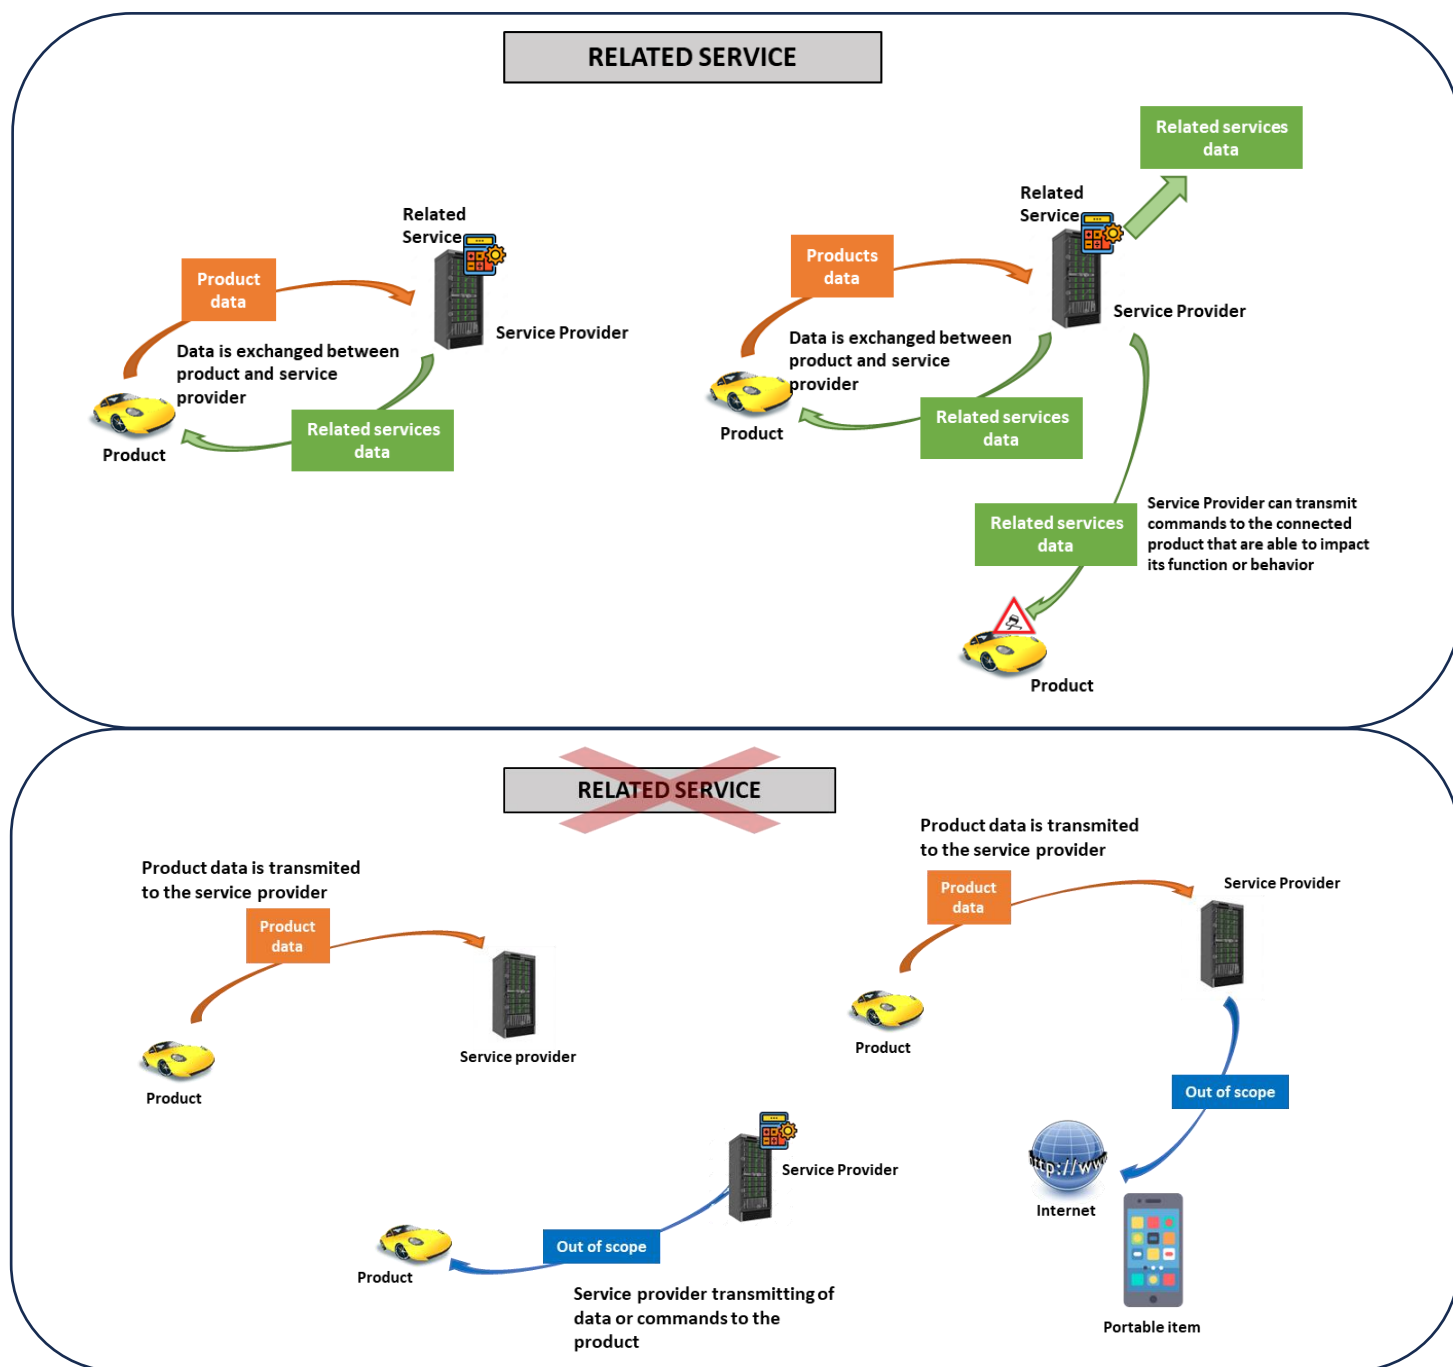 RELATED SERVICE
Related
Service
Product
data
Service Provider
Data is exchanged between
product and service
provider
Product
Related services
data
Related services
data
Related
Service
Products
data
Service Provider
Data is exchanged between
product and service
provider
Product
Related services
data
Related services
data
Service Provider can transmit
commands to the connected
product that are able to impact
its function or behavior
Product
RELATED SERVICE
Product data is transmited
to the service provider
Product
data
Service provider
Product
Product data is transmited
to the service provider
Product
data
Service Provider
Product
Out of scope
http://www
Internet
Portable item
Service Provider
Out of scope
Product
Service provider transmitting of
data or commands to the
product